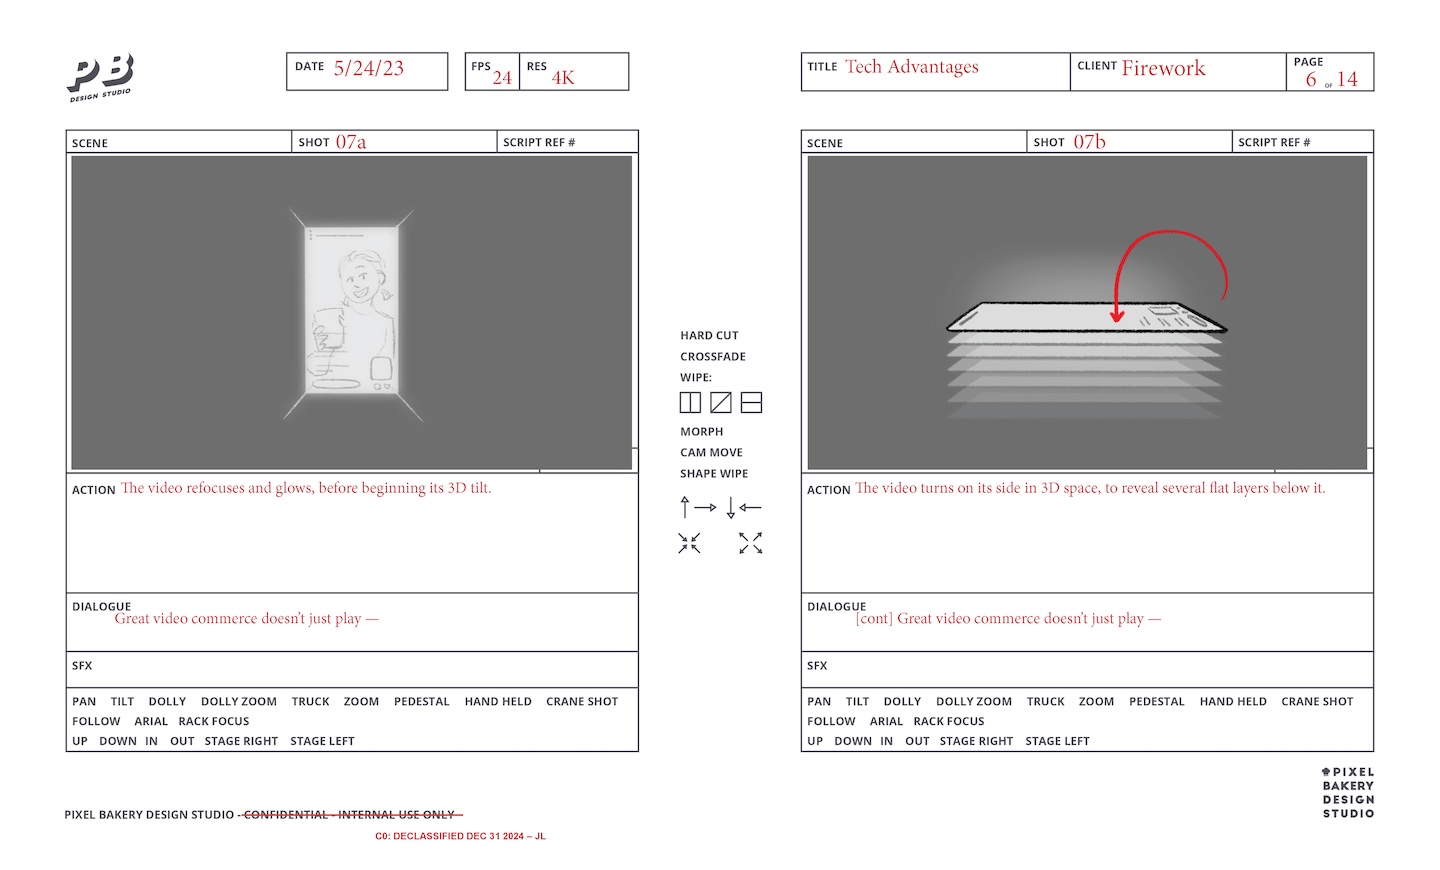 PB
DESIGN STUDIO
DATE 5/24/23
FPS 24
RES 4K
TITLE Tech Advantages
CLIENT Firework
PAGE 6 OF 14
SCENE
SHOT 07a
SCRIPT REF #
ACTION The video refocuses and glows, before beginning its 3D tilt.
DIALOGUE
Great video commerce doesn't just play —
SFX
PAN TILT DOLLY DOLLY ZOOM TRUCK ZOOM PEDESTAL HAND HELD CRANE SHOT
FOLLOW ARIAL RACK FOCUS
UP DOWN IN OUT STAGE RIGHT STAGE LEFT
HARD CUT
CROSSFADE
WIPE:
MORPH
CAM MOVE
SHAPE WIPE
SCENE
SHOT 07b
SCRIPT REF #
ACTION The video turns on its side in 3D space, to reveal several flat layers below it.
DIALOGUE
[cont] Great video commerce doesn't just play —
SFX
PAN TILT DOLLY DOLLY ZOOM TRUCK ZOOM PEDESTAL HAND HELD CRANE SHOT
FOLLOW ARIAL RACK FOCUS
UP DOWN IN OUT STAGE RIGHT STAGE LEFT
PIXEL BAKERY DESIGN STUDIO - CONFIDENTIAL - INTERNAL USE ONLY
C0: DECLASSIFIED DEC 31 2024 – JL
PIXEL
BAKERY
DESIGN
STUDIO